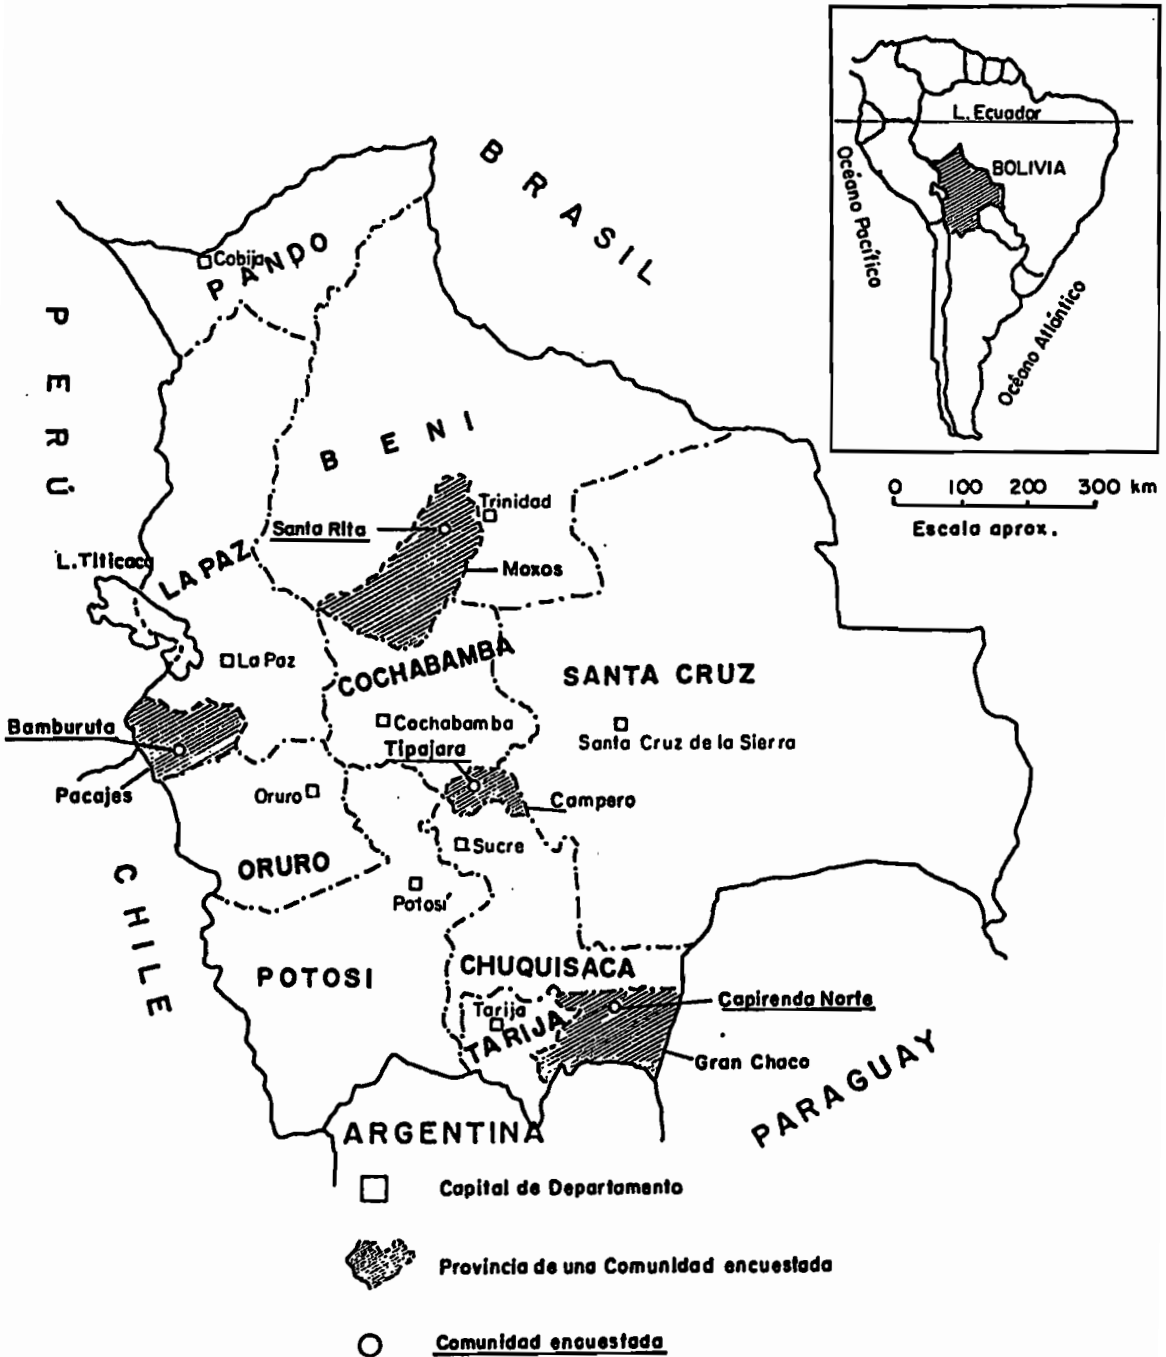 L. Ecuador
BOLIVIA
Océano Pacífico
Océano Atlántico
0 100 200 300 km
Escala aprox.
BRASIL
Cobija
PANDO
PERÚ
BENI
Trinidad
Santa Rita
Moxos
L. Titicaca
LA PAZ
La Paz
COCHABAMBA
SANTA CRUZ
Cochabamba
Santa Cruz de la Sierra
Bamburuta
Tipajara
Pacajes
Oruro
Campero
Sucre
ORURO
Potosí
CHILE
POTOSI
CHUQUISACA
Capirenda Norte
Tarija
TARIJA
Gran Chaco
PARAGUAY
ARGENTINA
Capital de Departamento
Provincia de una Comunidad encuestada
Comunidad encuestada